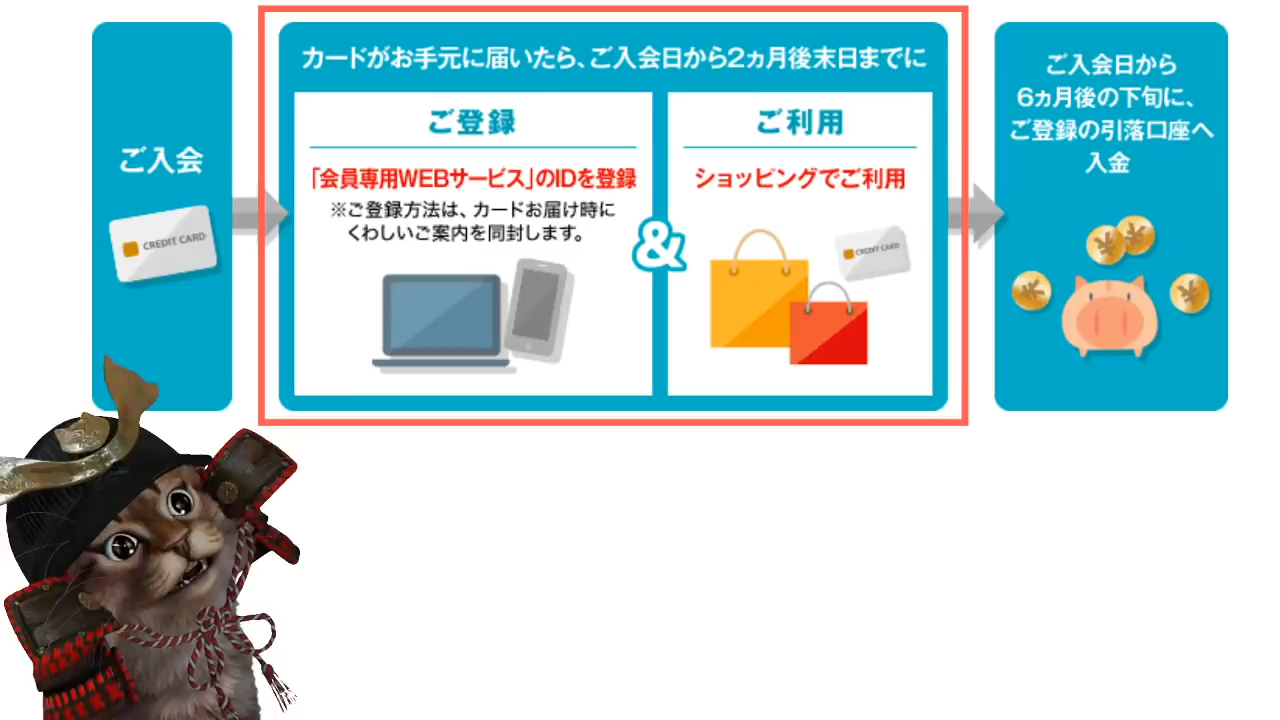 ご入会
CREDIT CARD
カードがお手元に届いたら、ご入会日から2ヵ月後末日までに
ご登録
「会員専用WEBサービス」のIDを登録
※ご登録方法は、カードお届け時に
くわしいご案内を同封します。
&
ご利用
ショッピングでご利用
CREDIT CARD
ご入会日から
6ヵ月後の下旬に、
ご登録の引落口座へ
入金
¥
¥
¥
¥